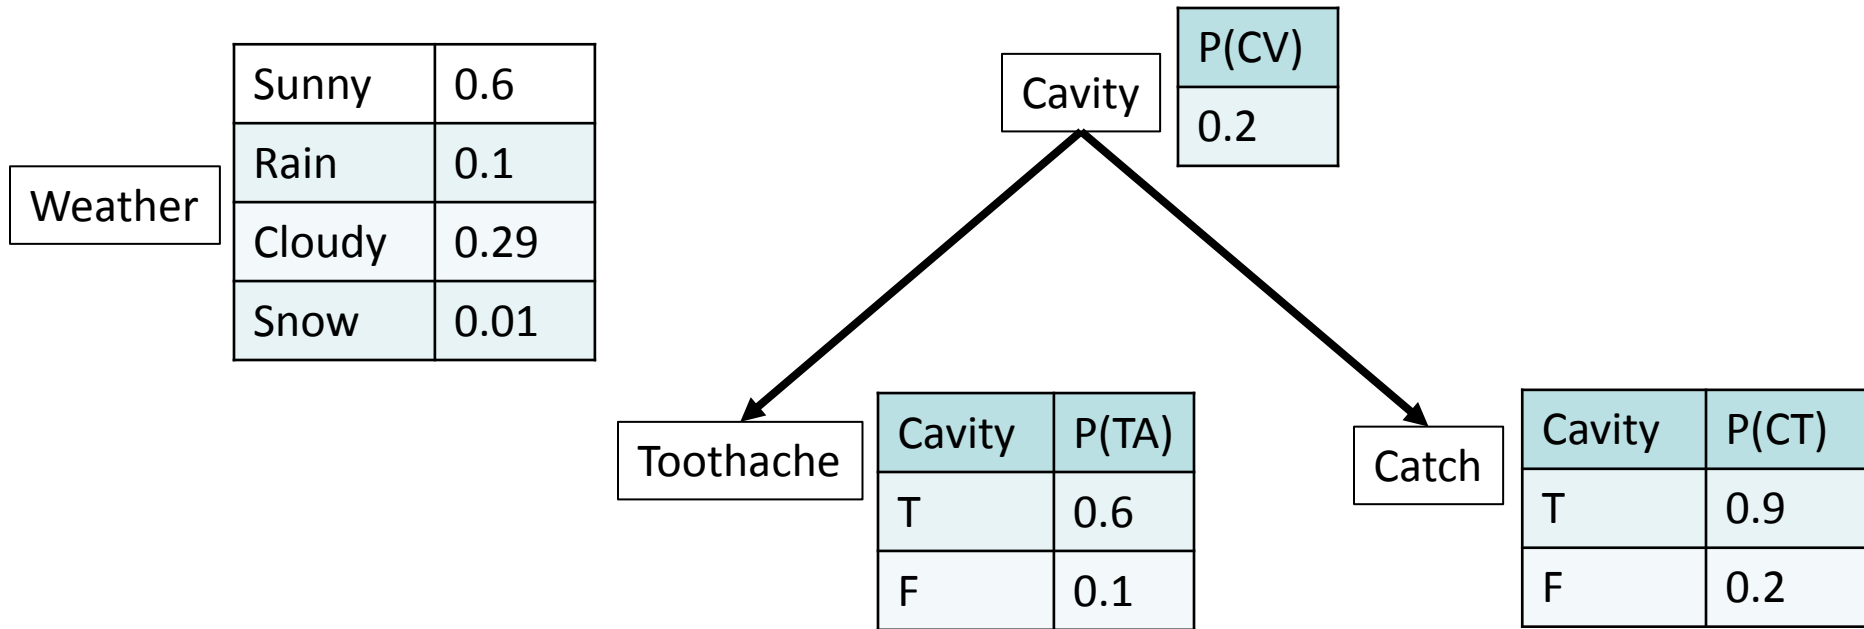 Weather
Sunny 0.6
Rain 0.1
Cloudy 0.29
Snow 0.01
Cavity
P(CV)
0.2
Toothache
Cavity P(TA)
T 0.6
F 0.1
Catch
Cavity P(CT)
T 0.9
F 0.2